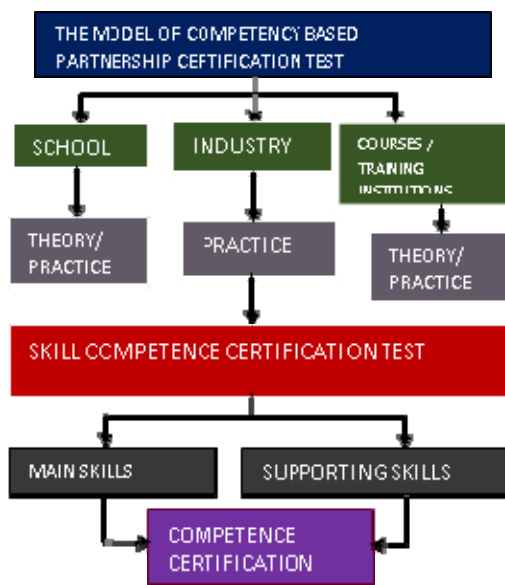 THE MODEL OF COMPETENCY BASED
PARTNERSHIP CERTIFICATION TEST
SCHOOL
INDUSTRY
COURSES /
TRAINING
INSTITUTIONS
THEORY/
PRACTICE
PRACTICE
THEORY/
PRACTICE
SKILL COMPETENCE CERTIFICATION TEST
MAIN SKILLS
SUPPORTING SKILLS
COMPETENCE
CERTIFICATION